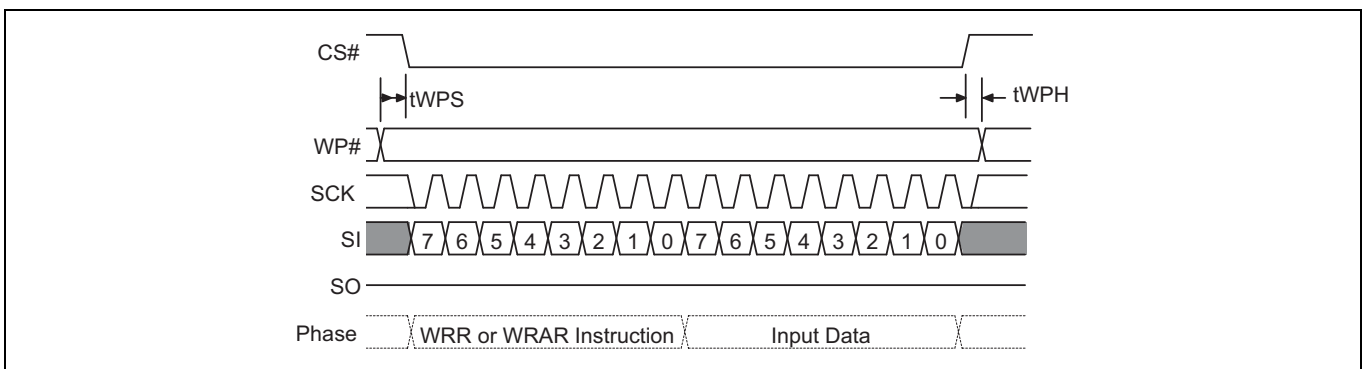 CS#
tWPS
tWPH
WP#
SCK
SI 7 6 5 4 3 2 1 0 7 6 5 4 3 2 1 0
SO
Phase WRR or WRAR Instruction Input Data